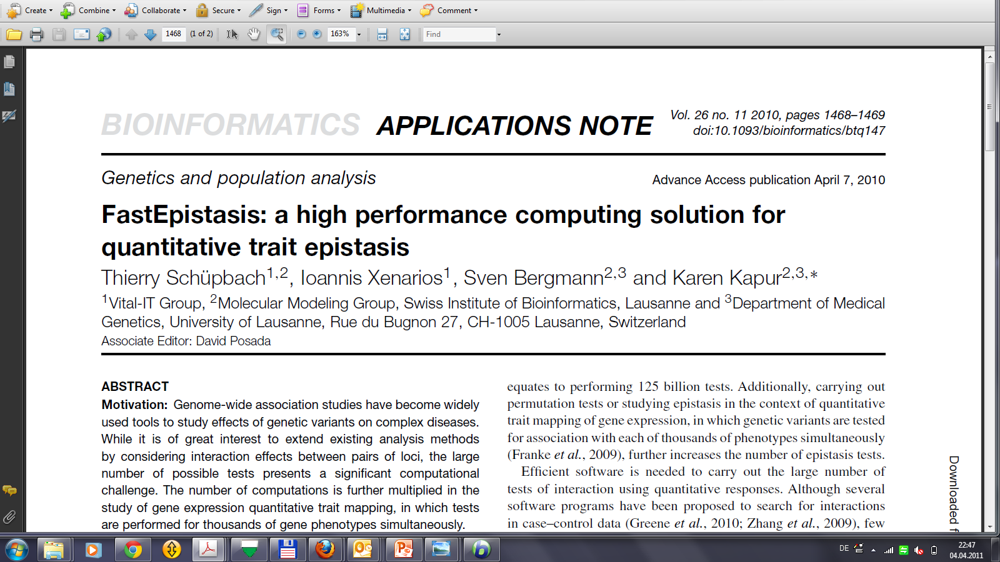 Create Combine Collaborate Secure Sign Forms Multimedia Comment
1468 (1 of 2) 163% Find
BIOINFORMATICS APPLICATIONS NOTE
Vol. 26 no. 11 2010, pages 1468–1469
doi:10.1093/bioinformatics/btq147
Genetics and population analysis
Advance Access publication April 7, 2010
FastEpistasis: a high performance computing solution for
quantitative trait epistasis
Thierry Schüpbach1,2, Ioannis Xenarios1, Sven Bergmann2,3 and Karen Kapur2,3,*
1Vital-IT Group, 2Molecular Modeling Group, Swiss Institute of Bioinformatics, Lausanne and 3Department of Medical
Genetics, University of Lausanne, Rue du Bugnon 27, CH-1005 Lausanne, Switzerland
Associate Editor: David Posada
ABSTRACT
Motivation: Genome-wide association studies have become widely
used tools to study effects of genetic variants on complex diseases.
While it is of great interest to extend existing analysis methods
by considering interaction effects between pairs of loci, the large
number of possible tests presents a significant computational
challenge. The number of computations is further multiplied in the
study of gene expression quantitative trait mapping, in which tests
are performed for thousands of gene phenotypes simultaneously.
equates to performing 125 billion tests. Additionally, carrying out
permutation tests or studying epistasis in the context of quantitative
trait mapping of gene expression, in which genetic variants are tested
for association with each of thousands of phenotypes simultaneously
(Franke et al., 2009), further increases the number of epistasis tests.
Efficient software is needed to carry out the large number of
tests of interaction using quantitative responses. Although several
software programs have been proposed to search for interactions
in case–control data (Greene et al., 2010; Zhang et al., 2009), few
Downloaded f
DE
22:47
04.04.2011